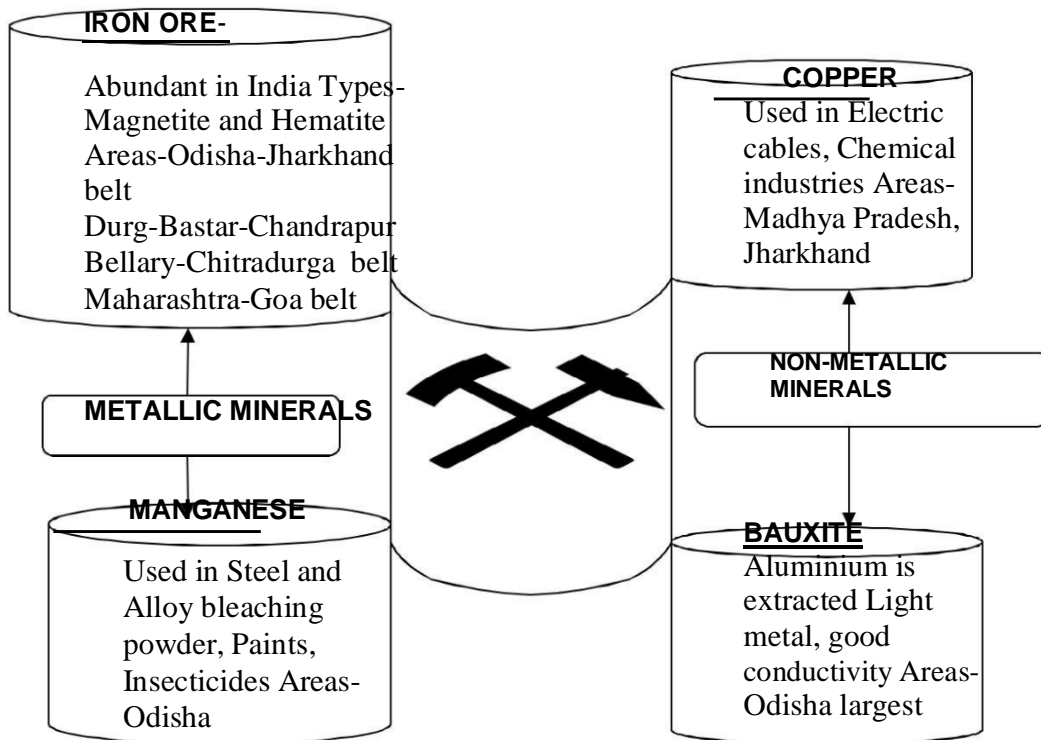 IRON ORE-
Abundant in India Types-
Magnetite and Hematite
Areas-Odisha-Jharkhand
belt
Durg-Bastar-Chandrapur
Bellary-Chitradurga belt
Maharashtra-Goa belt
METALLIC MINERALS
MANGANESE
Used in Steel and
Alloy bleaching
powder, Paints,
Insecticides Areas-
Odisha
COPPER
Used in Electric
cables, Chemical
industries Areas-
Madhya Pradesh,
Jharkhand
NON-METALLIC
MINERALS
BAUXITE
Aluminium is
extracted Light
metal, good
conductivity Areas-
Odisha largest